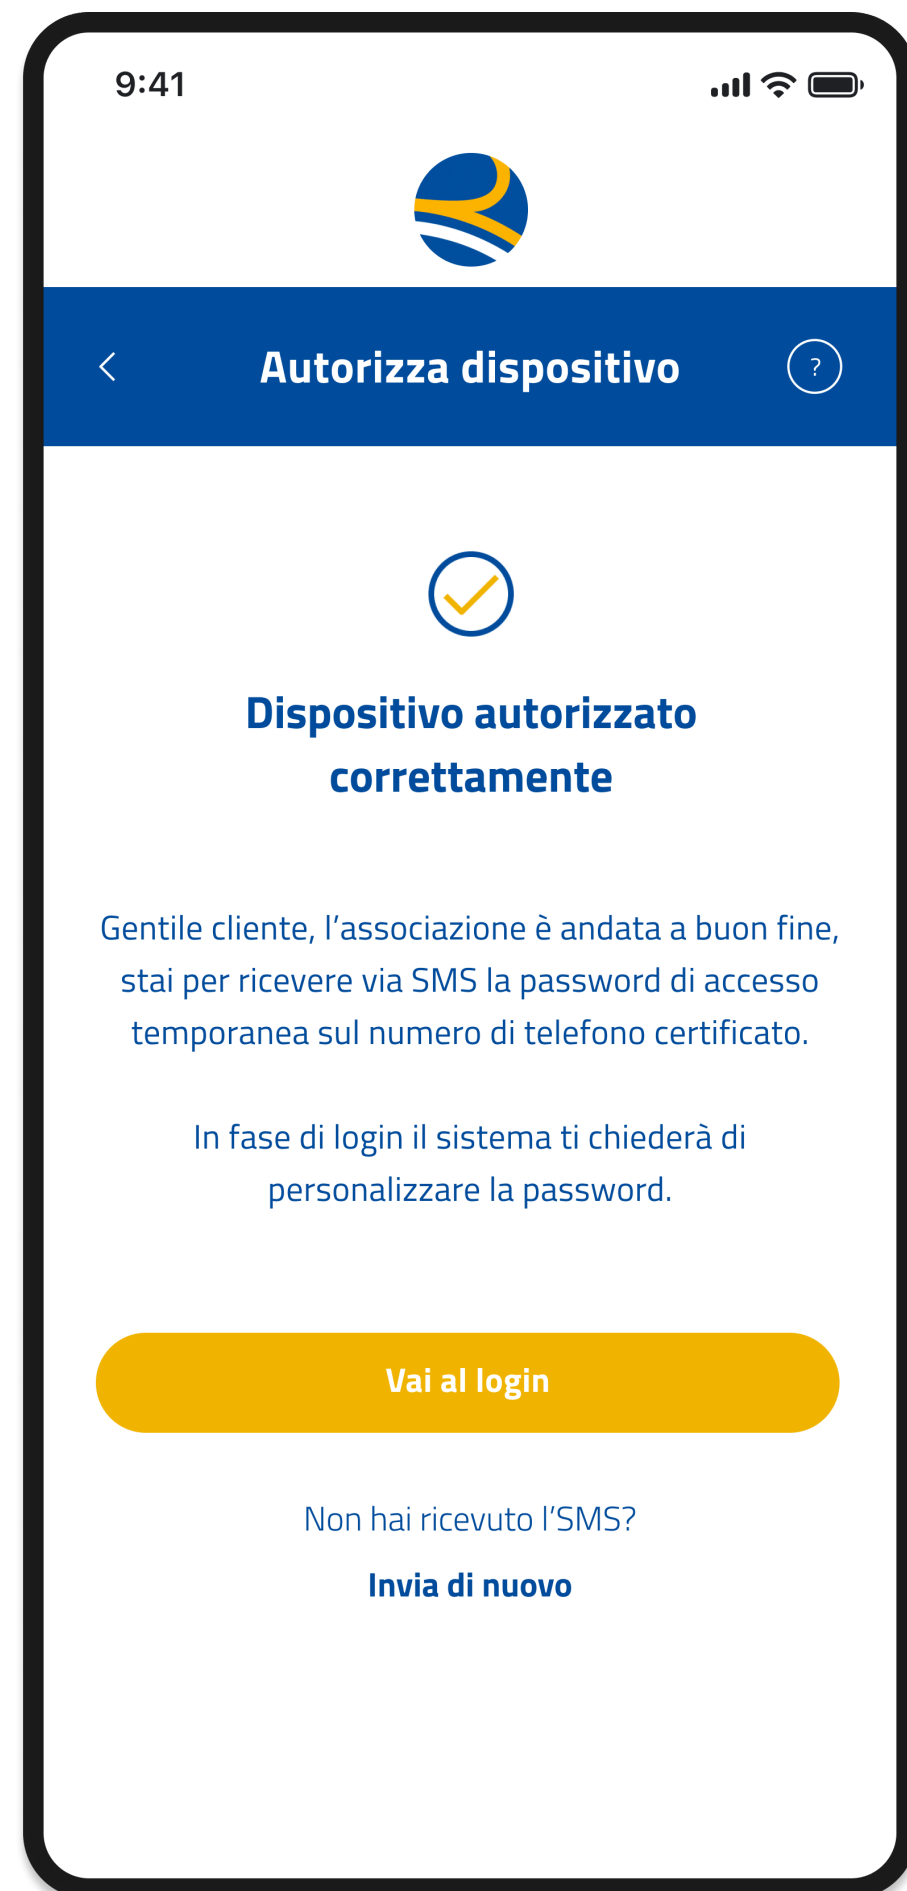 9:41
Autorizza dispositivo
?
Dispositivo autorizzato
correttamente
Gentile cliente, l’associazione è andata a buon fine,
stai per ricevere via SMS la password di accesso
temporanea sul numero di telefono certificato.
In fase di login il sistema ti chiederà di
personalizzare la password.
Vai al login
Non hai ricevuto l’SMS?
Invia di nuovo